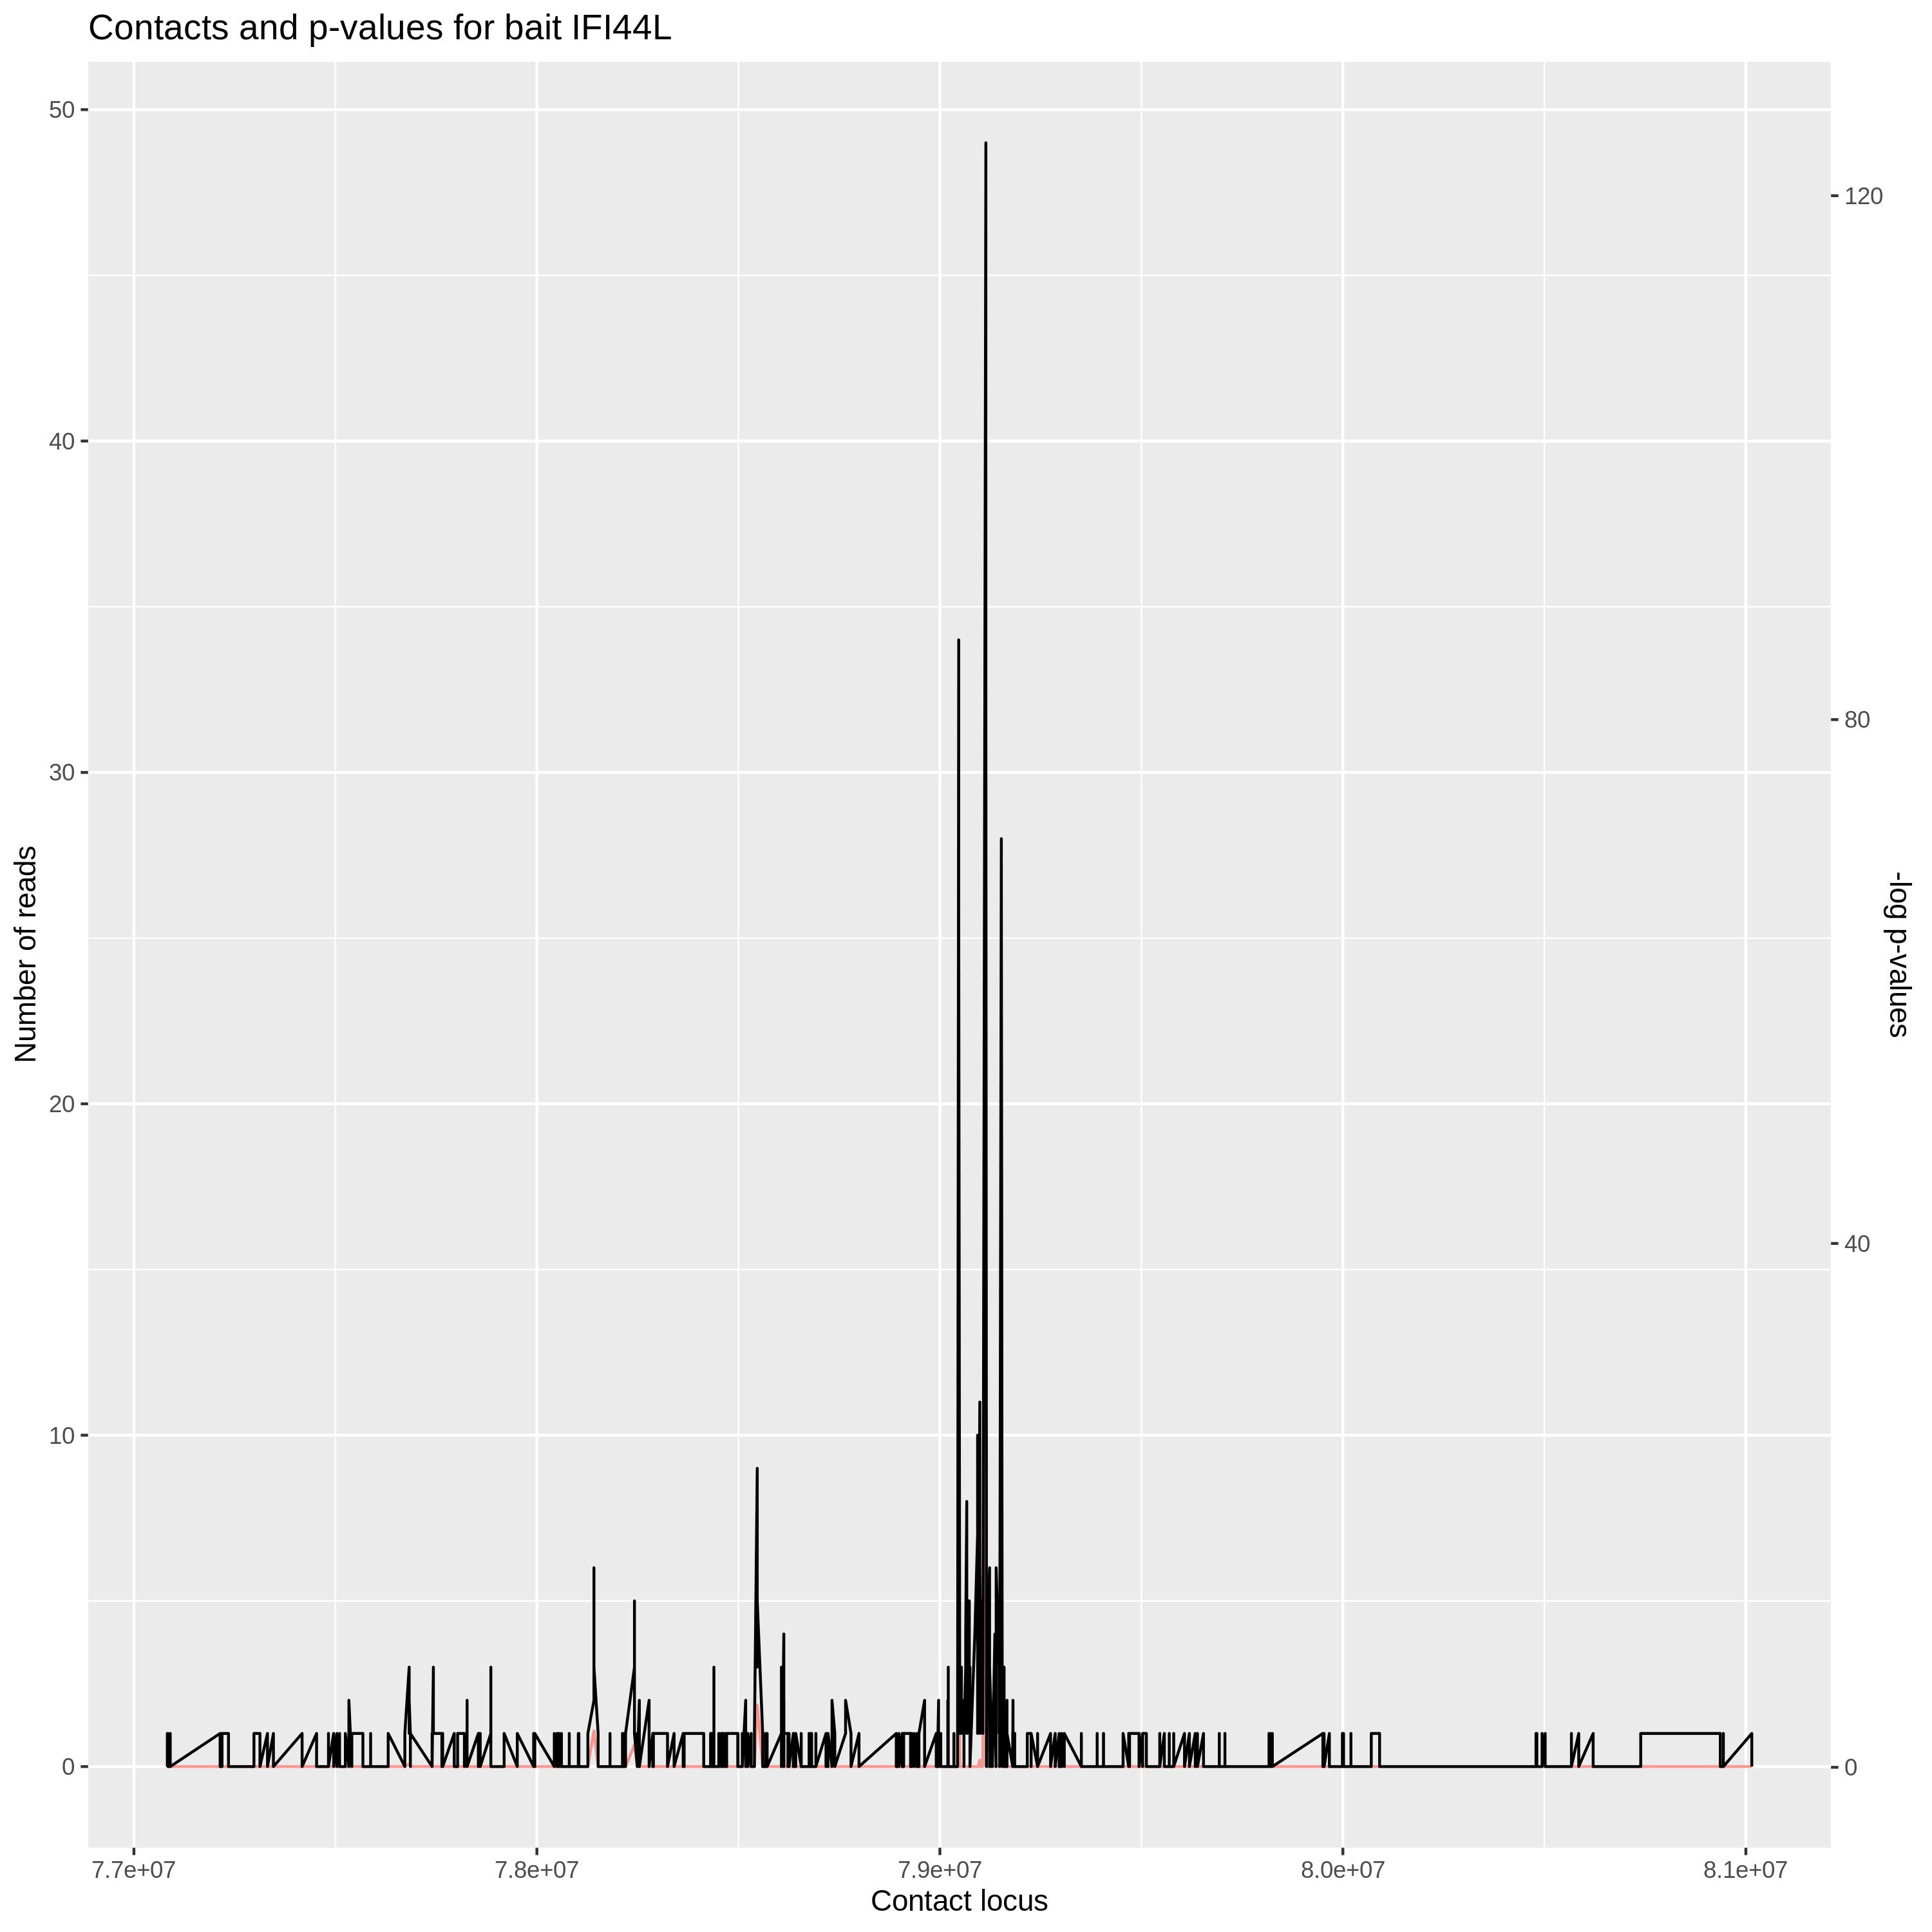 Contacts and p-values for bait IFI44L
50
40
30
20
10
0
Number of reads
120
80
40
0
-log p-values
7.7e+07 7.8e+07 7.9e+07 8.0e+07 8.1e+07
Contact locus